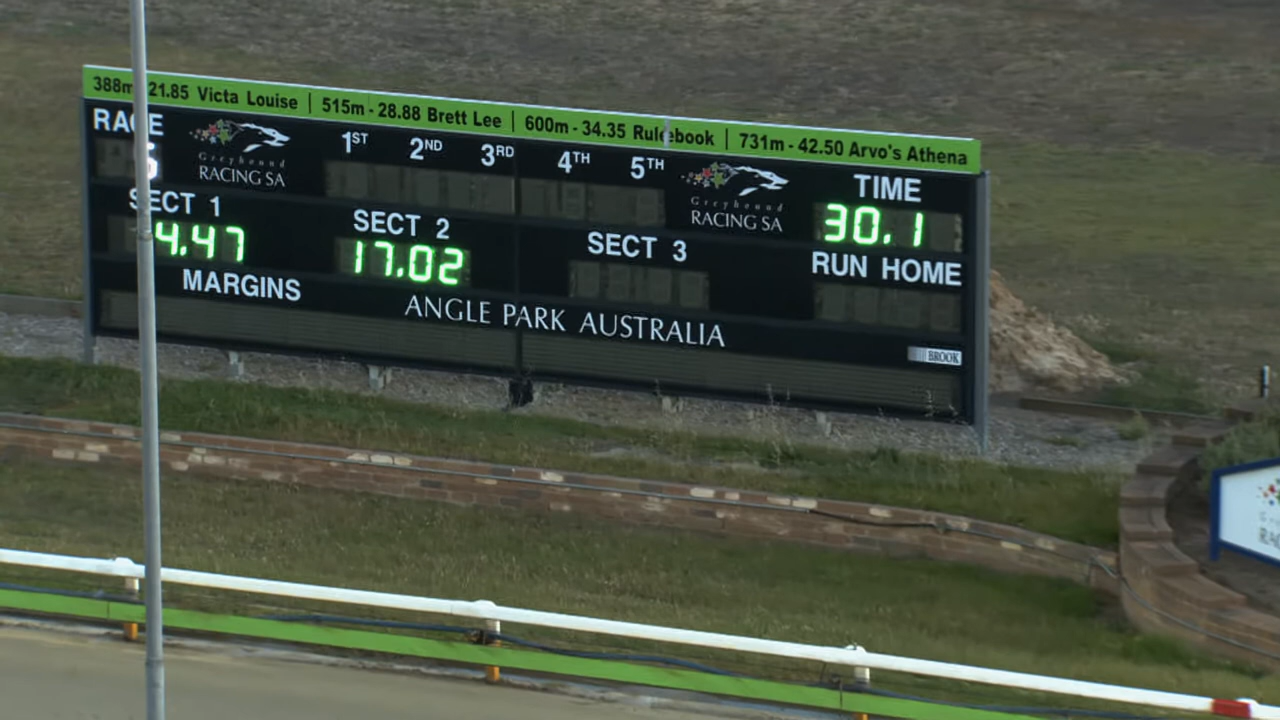 388m 21.85 Victa Louise | 515m - 28.88 Brett Lee | 600m - 34.35 Rulebook | 731m - 42.50 Arvo's Athena
RACE 1ST 2ND 3RD 4TH 5TH TIME
Greyhound RACING SA
Greyhound RACING SA
30.1
SECT 1 SECT 2 SECT 3 RUN HOME
4.47 17.02
MARGINS ANGLE PARK AUSTRALIA
BROOK